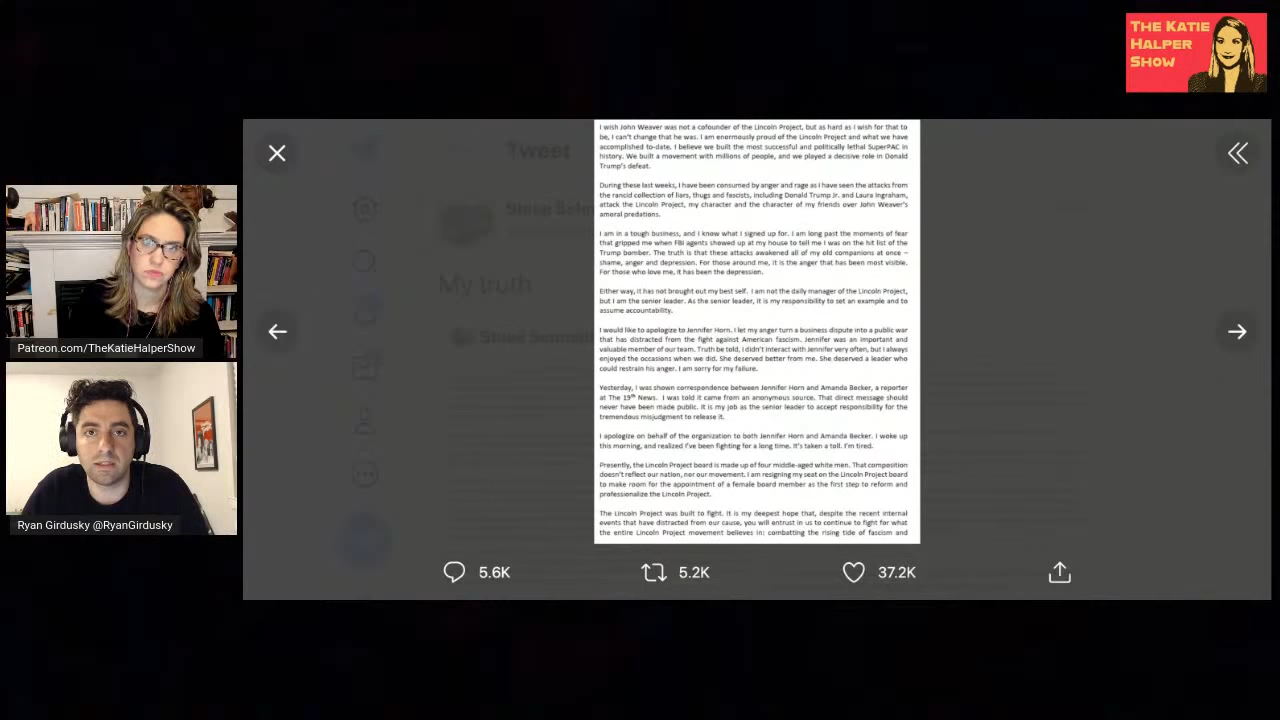 THE KATIE
HALPER
SHOW
I wish John Weaver was not a cofounder of the Lincoln Project, but as hard as I wish for that to
be, I can't change that he was. I am enormously proud of the Lincoln Project and what we have
accomplished to-date. I believe we built the most successful and politically lethal SuperPAC in
history. We built a movement with millions of people, and we played a decisive role in Donald
Trump's defeat.
During these last weeks, I have been consumed by anger and rage as I have seen the attacks from
the rancid collection of liars, thugs and fascists, including Donald Trump Jr. and Laura Ingraham,
attack the Lincoln Project, my character and the character of my friends over John Weaver's
amoral predations.
I am in a tough business, and I know what I signed up for. I am long past the moments of fear
that gripped me when FBI agents showed up at my house to tell me I was on the hit list of the
Trump bomber. The truth is that these attacks awakened all of my old companions at once –
shame, anger and depression. For those around me, it is the anger that has been most visible.
For those who love me, it has been the depression.
Either way, it has not brought out my best self. I am not the daily manager of the Lincoln Project,
but I am the senior leader. As the senior leader, it is my responsibility to set an example and to
assume accountability.
I would like to apologize to Jennifer Horn. I let my anger turn a business dispute into a public war
that has distracted from the fight against American fascism. Jennifer was an important and
valuable member of our team. Truth be told, I didn't interact with Jennifer very often, but I always
enjoyed the occasions when we did. She deserved better from me. She deserved a leader who
could restrain his anger. I am sorry for my failure.
Yesterday, I was shown correspondence between Jennifer Horn and Amanda Becker, a reporter
at The 19th News. I was told it came from an anonymous source. That direct message should
never have been made public. It is my job as the senior leader to accept responsibility for the
tremendous misjudgment to release it.
I apologize on behalf of the organization to both Jennifer Horn and Amanda Becker. I woke up
this morning, and realized I've been fighting for a long time. It's taken a toll. I'm tired.
Presently, the Lincoln Project board is made up of four middle-aged white men. That composition
doesn't reflect our nation, nor our movement. I am resigning my seat on the Lincoln Project board
to make room for the appointment of a female board member as the first step to reform and
professionalize the Lincoln Project.
The Lincoln Project was built to fight. It is my deepest hope that, despite the recent internal
events that have distracted from our cause, you will entrust in us to continue to fight for what
the entire Lincoln Project movement believes in: combatting the rising tide of fascism and
Tweet
My truth
5.6K
5.2K
37.2K
Patreon.com/TheKatieHalperShow
Ryan Girdusky @RyanGirdusky